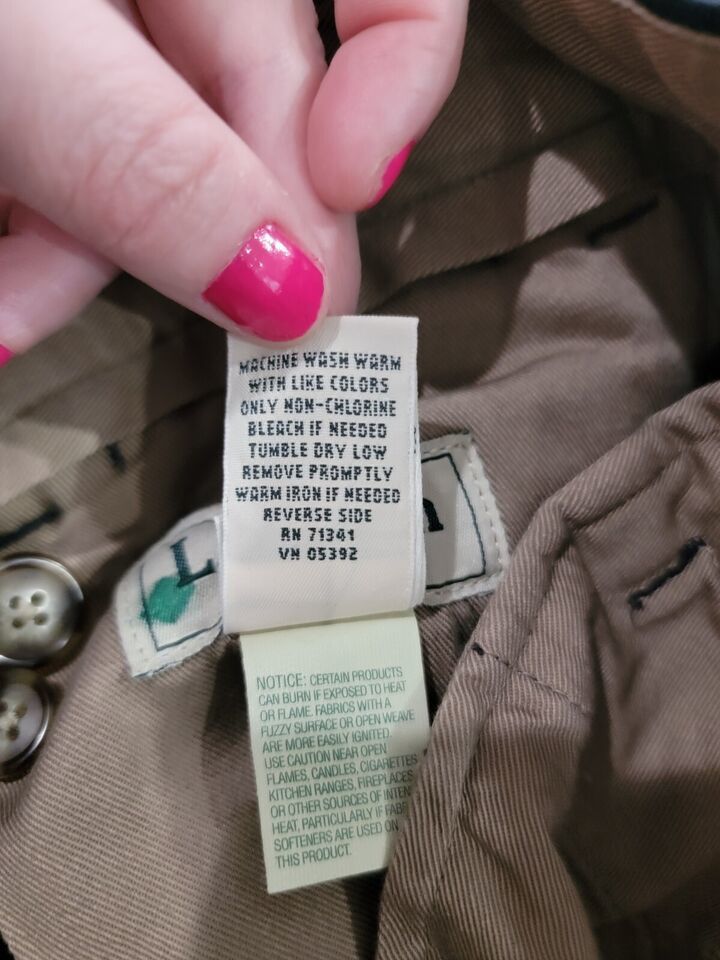 MACHINE WASH WARM
WITH LIKE COLORS
ONLY NON-CHLORINE
BLEACH IF NEEDED
TUMBLE DRY LOW
REMOVE PROMPTLY
WARM IRON IF NEEDED
REVERSE SIDE
RN 71341
VN 05392
L
n
NOTICE: CERTAIN PRODUCTS
CAN BURN IF EXPOSED TO HEAT
OR FLAME. FABRICS WITH A
FUZZY SURFACE OR OPEN WEAVE
ARE MORE EASILY IGNITED.
USE CAUTION NEAR OPEN
FLAMES, CANDLES, CIGARETTES
KITCHEN RANGES, FIREPLACES
OR OTHER SOURCES OF INTEN
HEAT, PARTICULARLY IF FABR
SOFTENERS ARE USED ON
THIS PRODUCT.